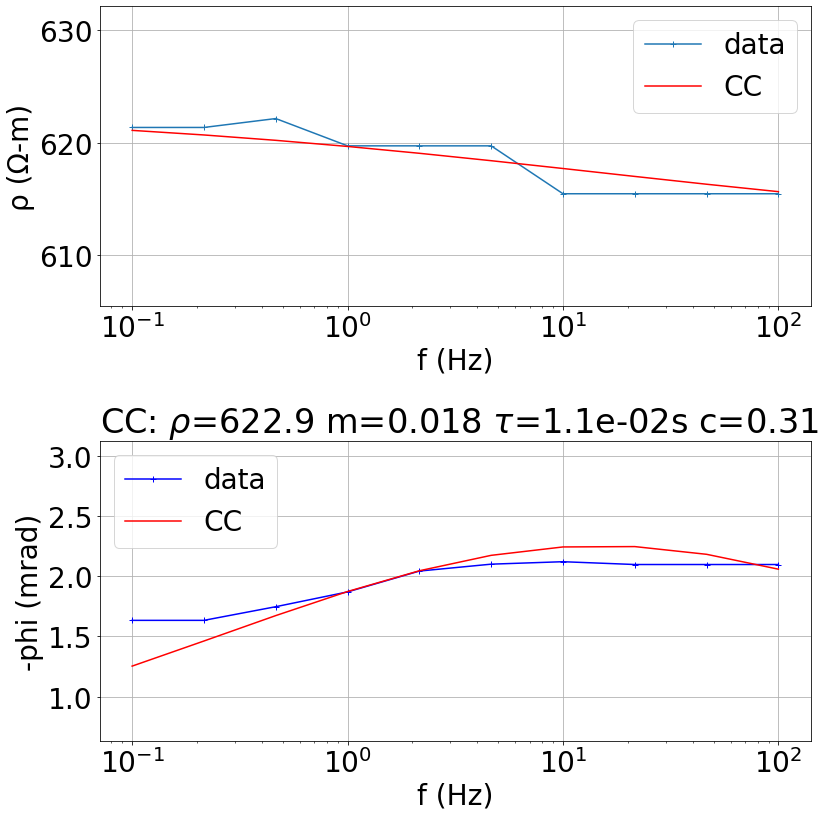 630
620
610
ρ (Ω-m)
data
CC
10⁻¹ 10⁰ 10¹ 10²
f (Hz)
CC: ρ=622.9 m=0.018 τ=1.1e-02s c=0.31
3.0
2.5
2.0
1.5
1.0
-phi (mrad)
data
CC
10⁻¹ 10⁰ 10¹ 10²
f (Hz)